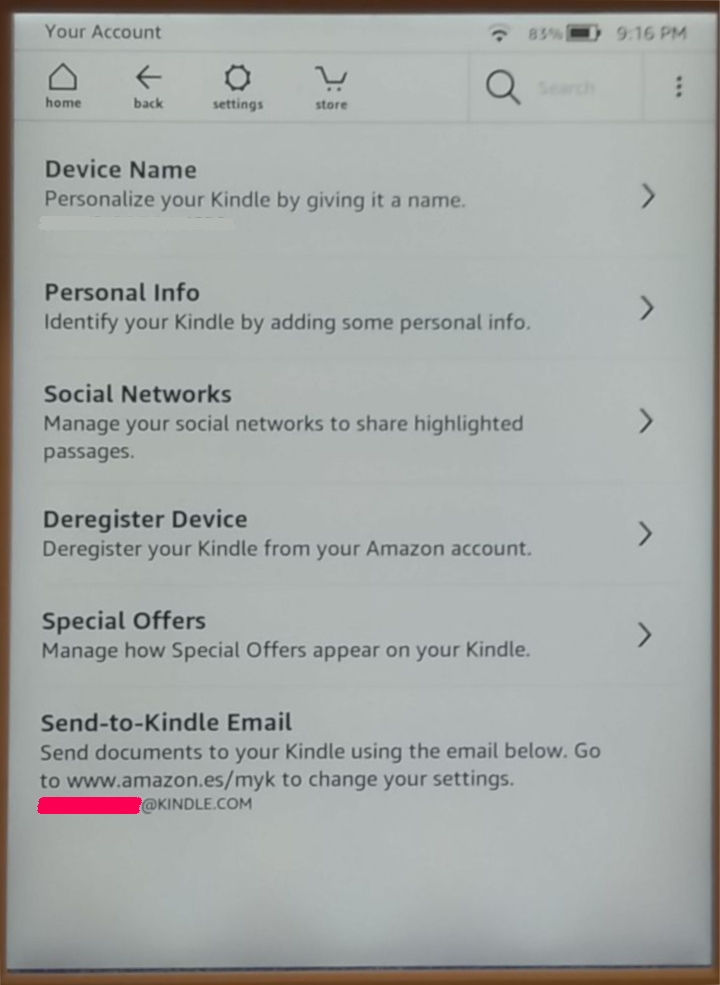 Your Account 83% 9:16 PM
home back settings store Search
Device Name
Personalize your Kindle by giving it a name.
Personal Info
Identify your Kindle by adding some personal info.
Social Networks
Manage your social networks to share highlighted
passages.
Deregister Device
Deregister your Kindle from your Amazon account.
Special Offers
Manage how Special Offers appear on your Kindle.
Send-to-Kindle Email
Send documents to your Kindle using the email below. Go
to www.amazon.es/myk to change your settings.
@KINDLE.COM